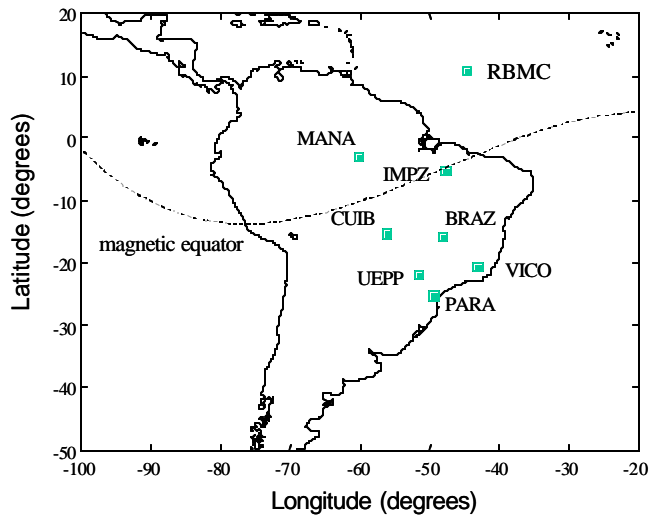 20
10
0
-10
-20
-30
-40
-50
Latitude (degrees)
RBMC
MANA
IMPZ
CUIB
BRAZ
magnetic equator
UEPP
VICO
PARA
-100 -90 -80 -70 -60 -50 -40 -30 -20
Longitude (degrees)